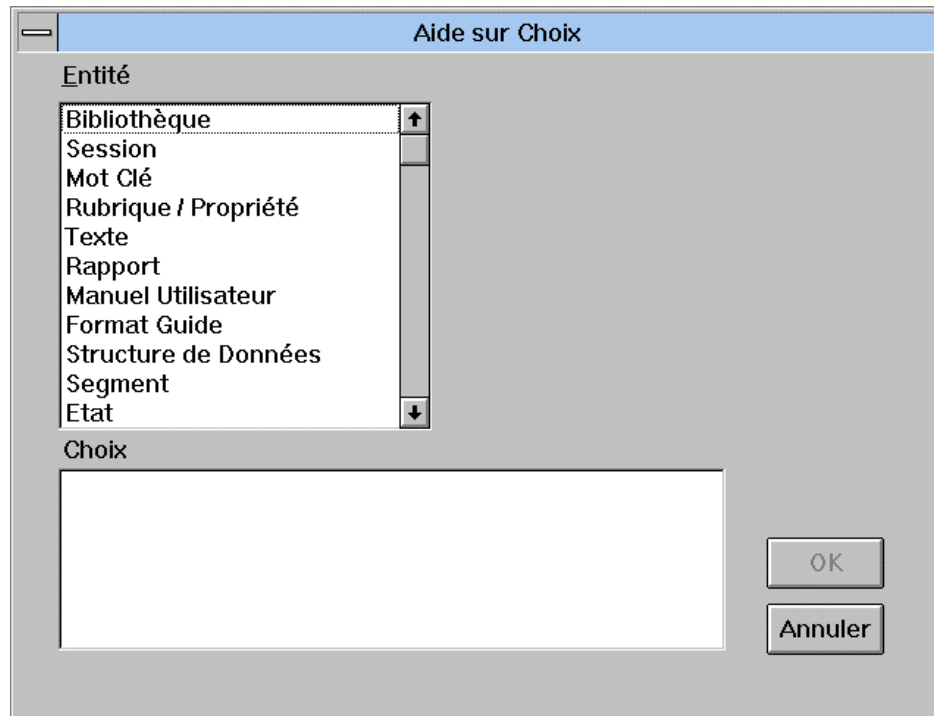 Aide sur Choix
Entité
Bibliothèque
Session
Mot Clé
Rubrique / Propriété
Texte
Rapport
Manuel Utilisateur
Format Guide
Structure de Données
Segment
Etat
Choix
OK
Annuler